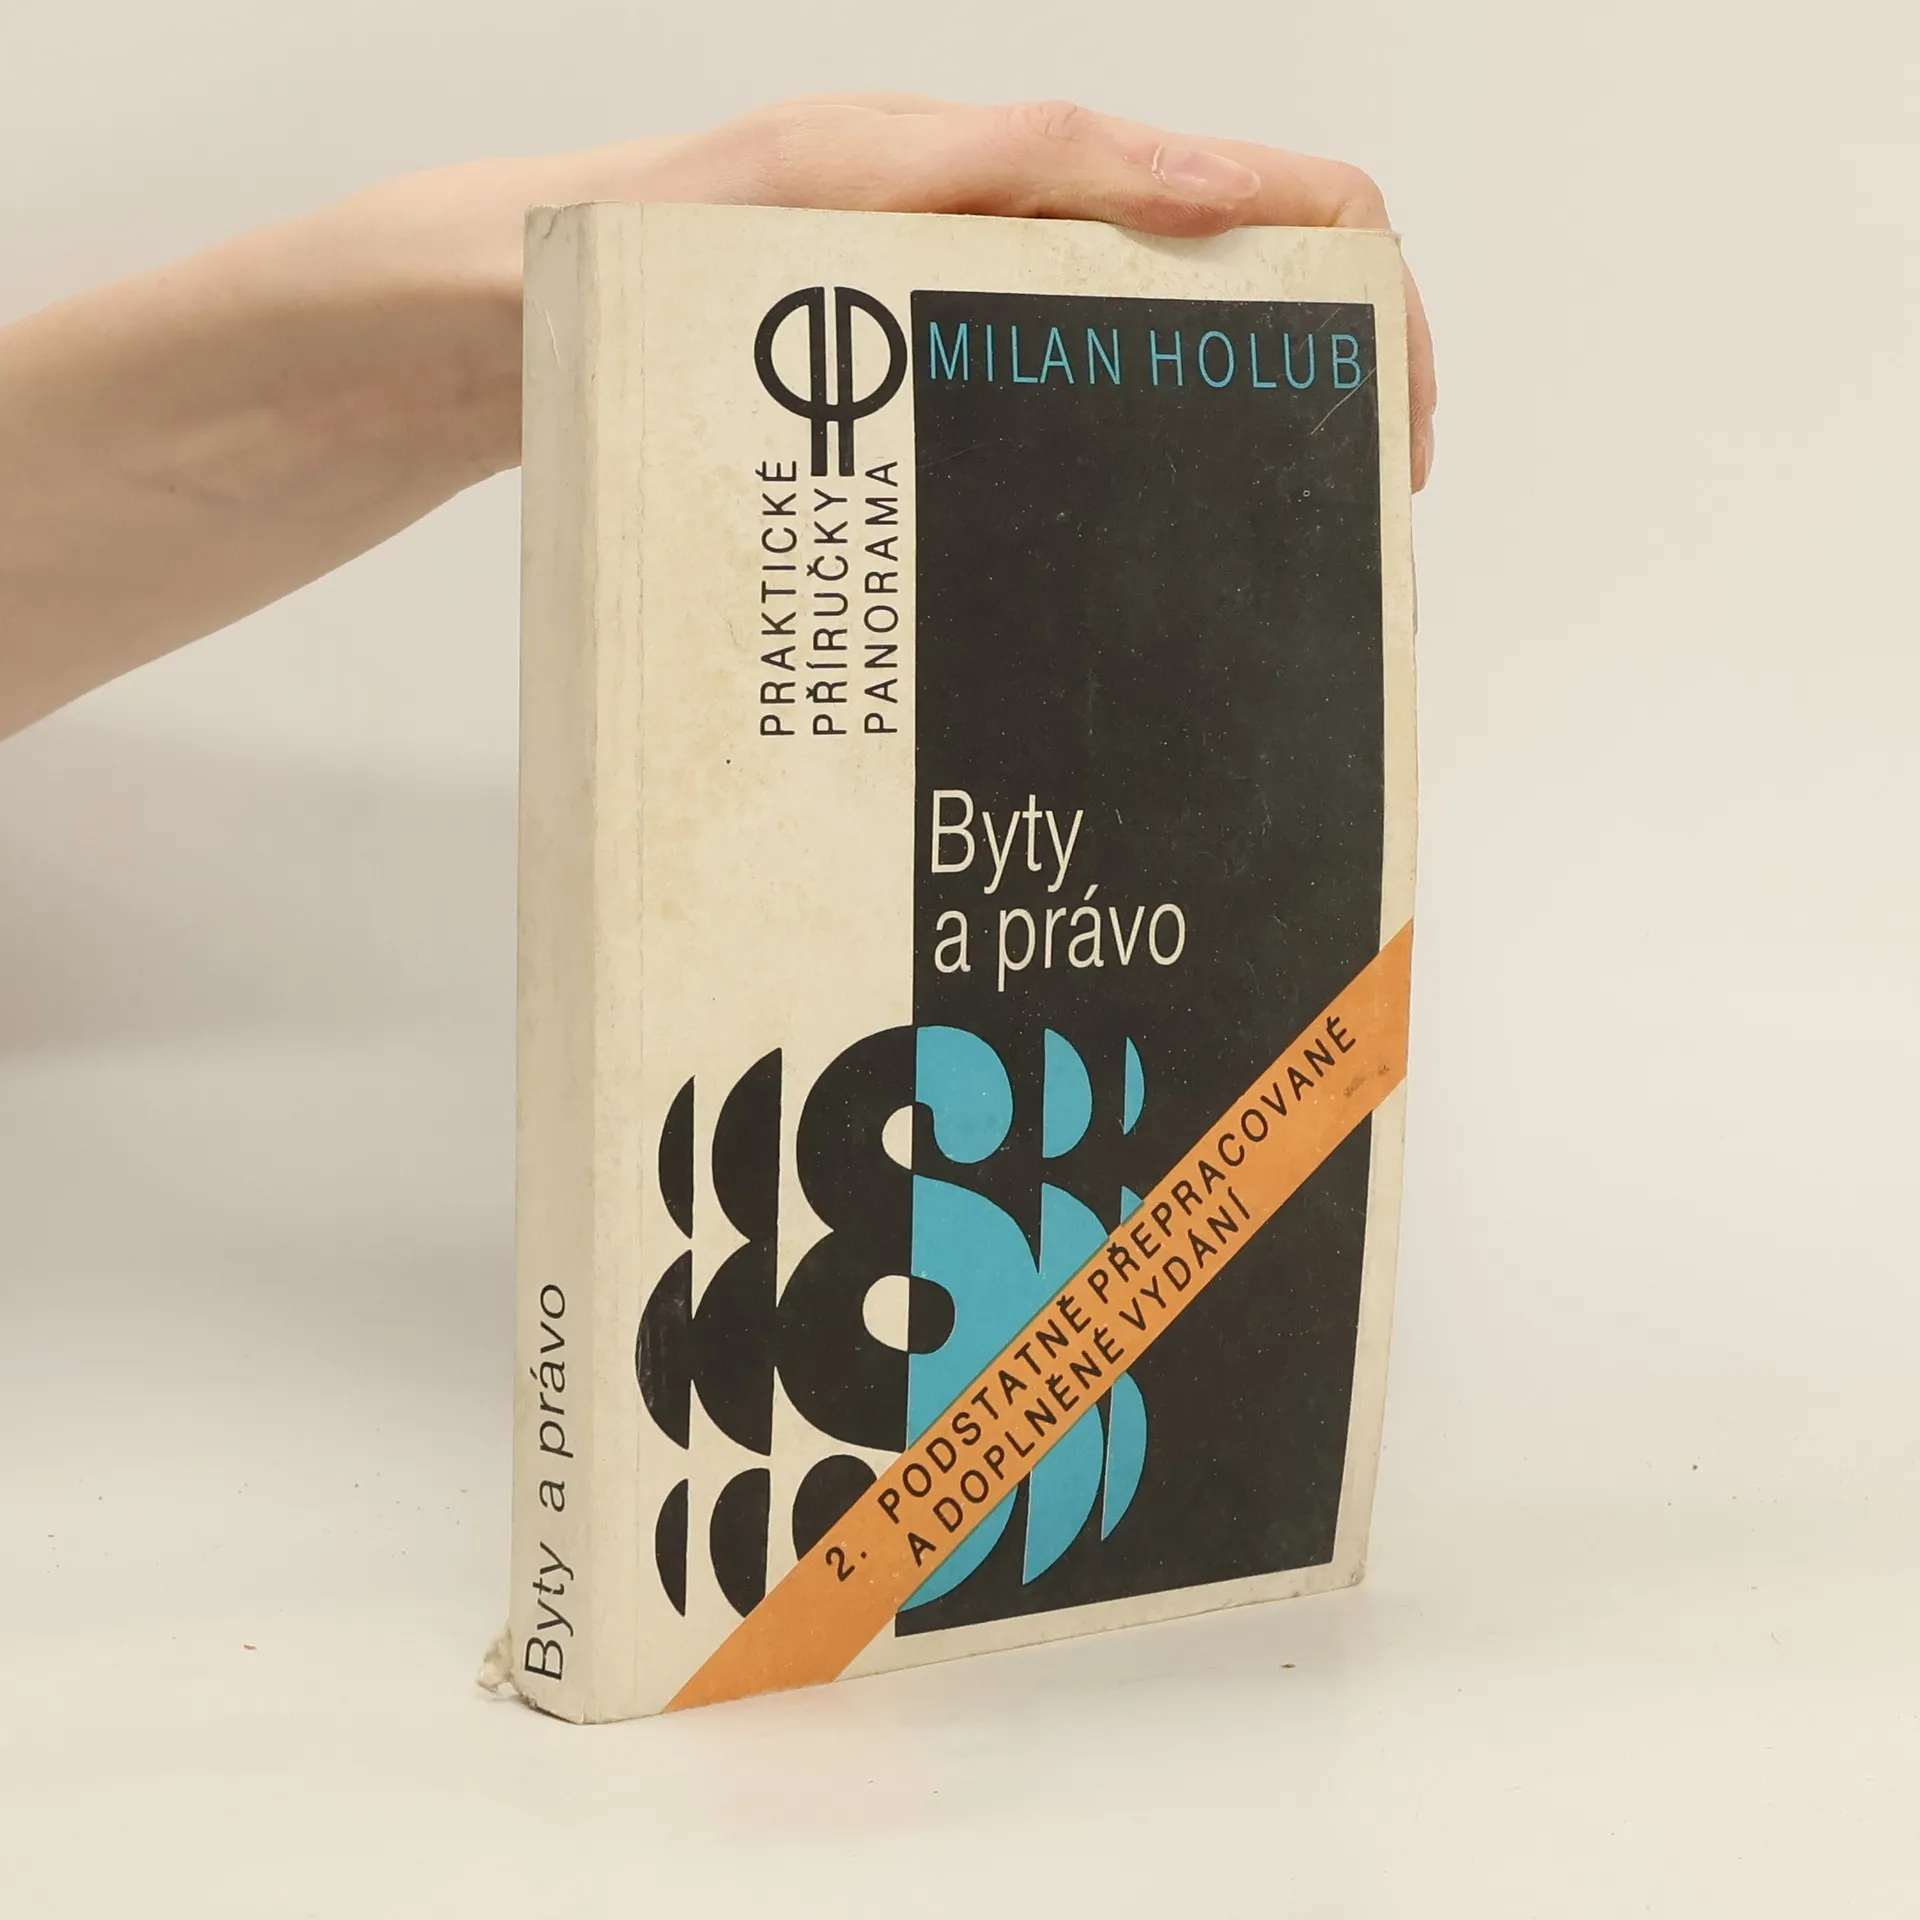 MILAN HOLUB
PRAKTICKÉ
PŘÍRUČKY
PANORAMA
Byty
a právo
2. PODSTATNĚ PŘEPRACOVANÉ
A DOPLNĚNÉ VYDÁNÍ
Byty a právo